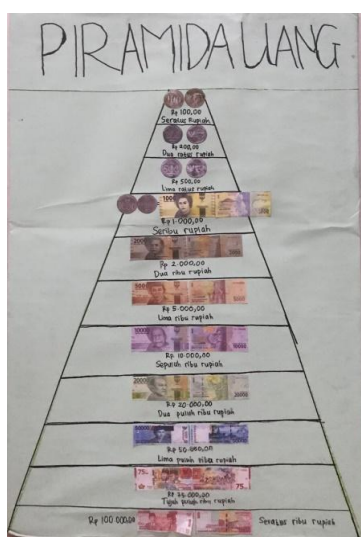 PIRAMIDA UANG
Rp 100,00
Seratus Rupiah
Rp 200,00
Dua ratus rupiah
Rp 500,00
Lima ratus rupiah
Rp 1.000,00
Seribu rupiah
Rp 2.000,00
Dua ribu rupiah
Rp 5.000,00
Lima ribu rupiah
Rp 10.000,00
Sepuluh ribu rupiah
Rp 20.000,00
Dua puluh ribu rupiah
Rp 50.000,00
Lima puluh ribu rupiah
Rp 75.000,00
Tujuh puluh ribu rupiah
Rp 100.000,00 Seratus ribu rupiah